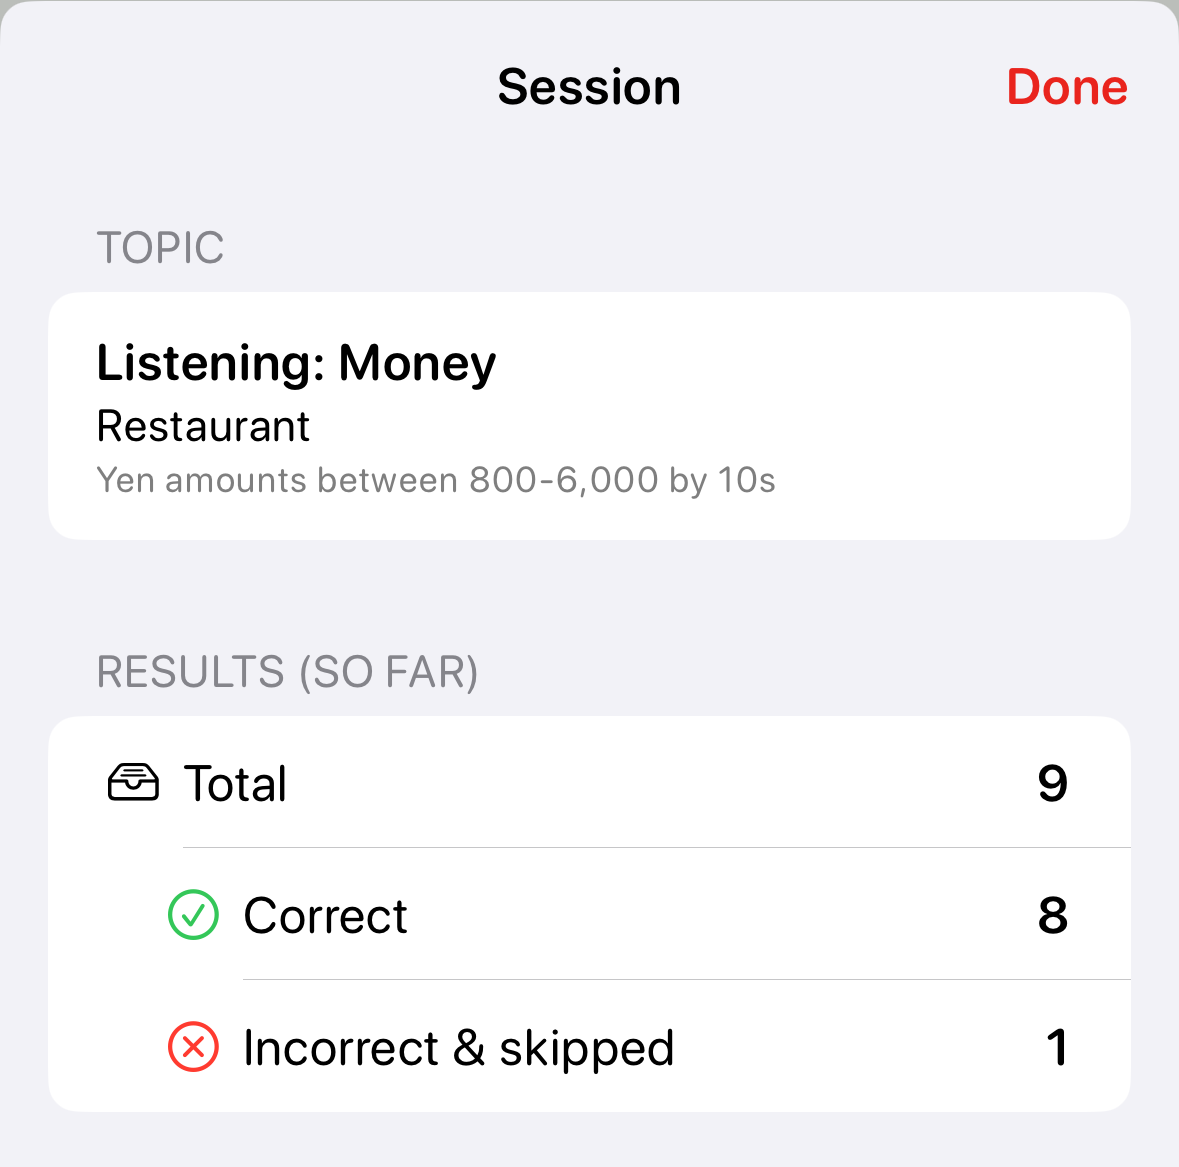 Session
Done
TOPIC
Listening: Money
Restaurant
Yen amounts between 800-6,000 by 10s
RESULTS (SO FAR)
Total 9
Correct 8
Incorrect & skipped 1